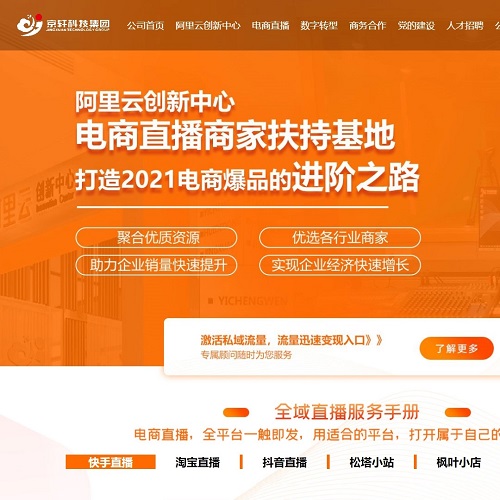 京轩科技集团
JINGXUAN TECHNOLOGY GROUP
公司首页 阿里云创新中心 电商直播 数字转型 商务合作 党的建设 人才招聘
阿里云创新中心
电商直播商家扶持基地
打造2021电商爆品的进阶之路
聚合优质资源 优选各行业商家
助力企业销量快速提升 实现企业经济快速增长
YICHENGWEN
激活私域流量，流量迅速变现入口》》
专属顾问随时为您服务
了解更多
全域直播服务手册
电商直播，全平台一触即发，用适合的平台，打开属于自己的
快手直播 淘宝直播 抖音直播 松塔小站 枫叶小店